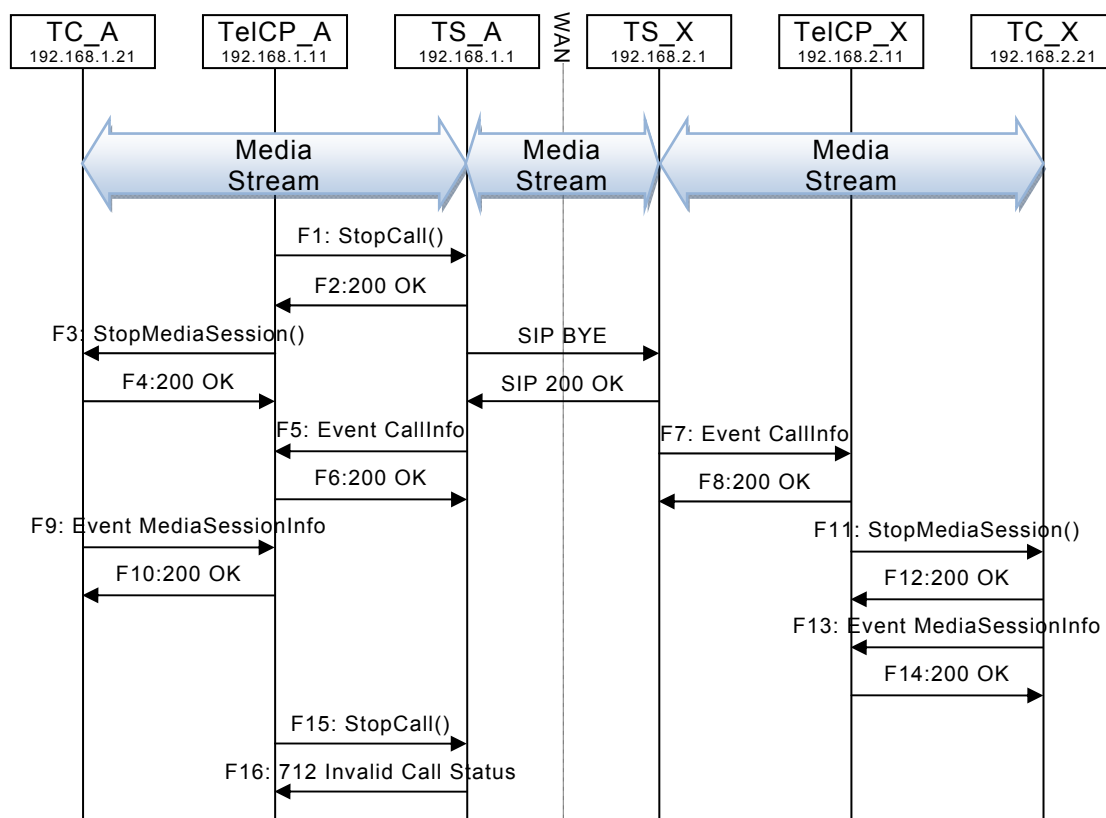 TC_A
192.168.1.21
TelCP_A
192.168.1.11
TS_A
192.168.1.1
WAN
TS_X
192.168.2.1
TelCP_X
192.168.2.11
TC_X
192.168.2.21
Media
Stream
Media
Stream
Media
Stream
F1: StopCall()
F2:200 OK
F3: StopMediaSession()
SIP BYE
F4:200 OK
SIP 200 OK
F5: Event CallInfo
F7: Event CallInfo
F6:200 OK
F8:200 OK
F9: Event MediaSessionInfo
F11: StopMediaSession()
F10:200 OK
F12:200 OK
F13: Event MediaSessionInfo
F14:200 OK
F15: StopCall()
F16: 712 Invalid Call Status